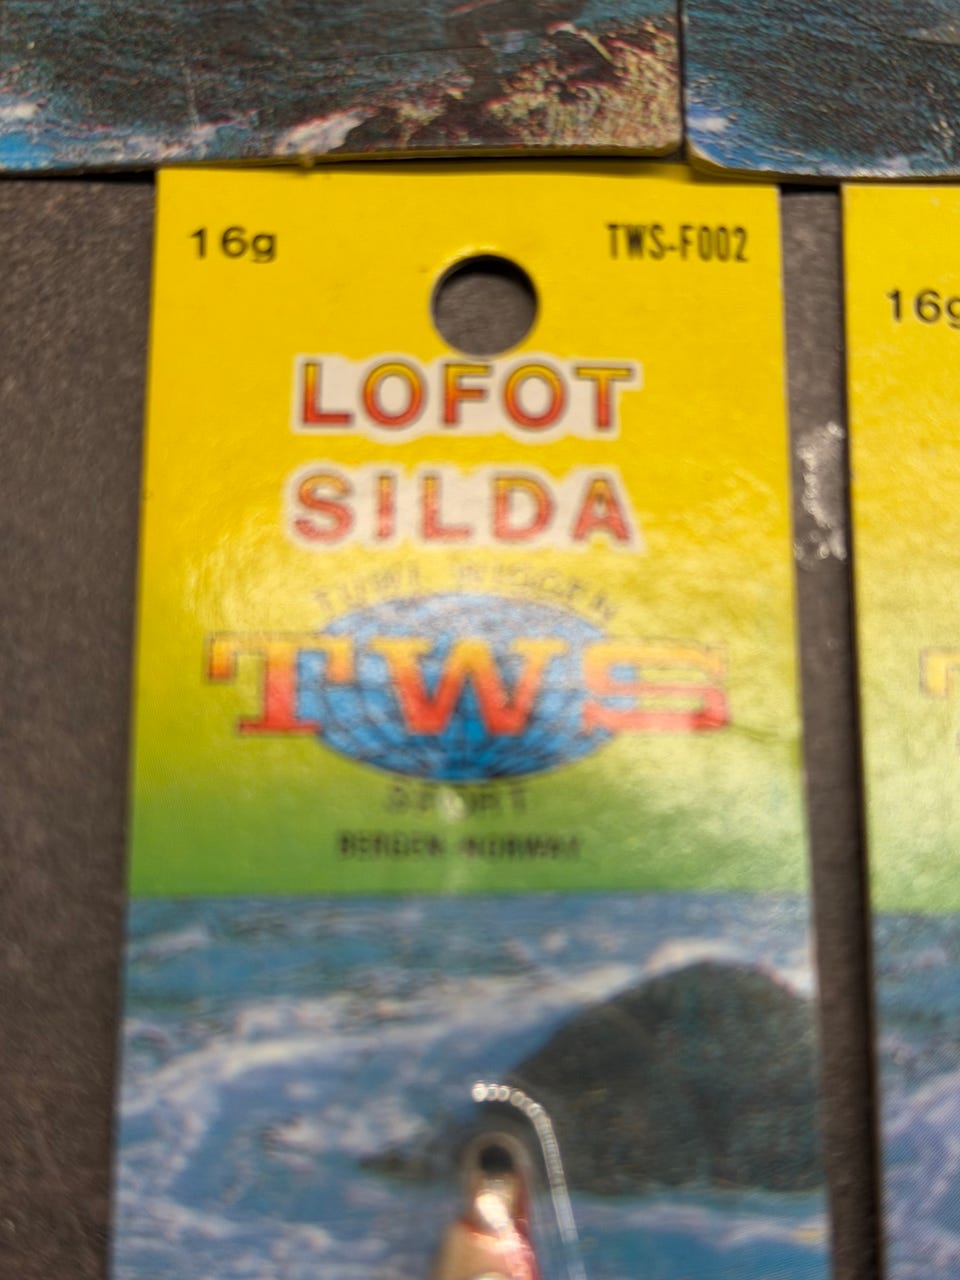 16g
TWS-F002
LOFOT
SILDA
TWS
SPORT
BERGEN NORWAY
16g